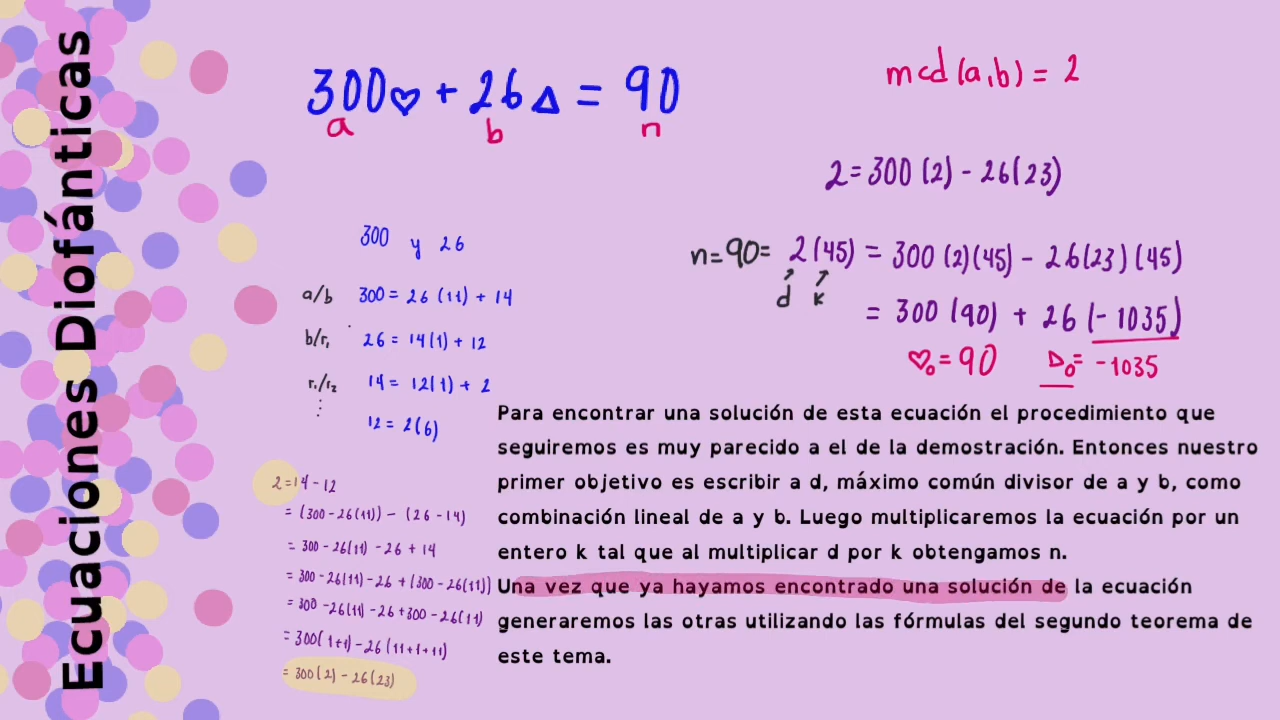 Ecuaciones Diofánticas
300♡ + 26Δ = 90
a b n
mcd(a,b) = 2
2 = 300(2) - 26(23)
n = 90 = 2(45) = 300(2)(45) - 26(23)(45)
d k
= 300(90) + 26(-1035)
♡₀ = 90 Δ₀ = -1035
300 y 26
a/b 300 = 26(11) + 14
b/r₁ 26 = 14(1) + 12
r₁/r₂ 14 = 12(1) + 2
⋮ 12 = 2(6)
2 = 14 - 12
= (300 - 26(11)) - (26 - 14)
= 300 - 26(11) - 26 + 14
= 300 - 26(11) - 26 + (300 - 26(11))
= 300 - 26(11) - 26 + 300 - 26(11)
= 300(1+1) - 26(11+1+11)
= 300(2) - 26(23)
Para encontrar una solución de esta ecuación el procedimiento que
seguiremos es muy parecido a el de la demostración. Entonces nuestro
primer objetivo es escribir a d, máximo común divisor de a y b, como
combinación lineal de a y b. Luego multiplicaremos la ecuación por un
entero k tal que al multiplicar d por k obtengamos n.
Una vez que ya hayamos encontrado una solución de la ecuación
generaremos las otras utilizando las fórmulas del segundo teorema de
este tema.